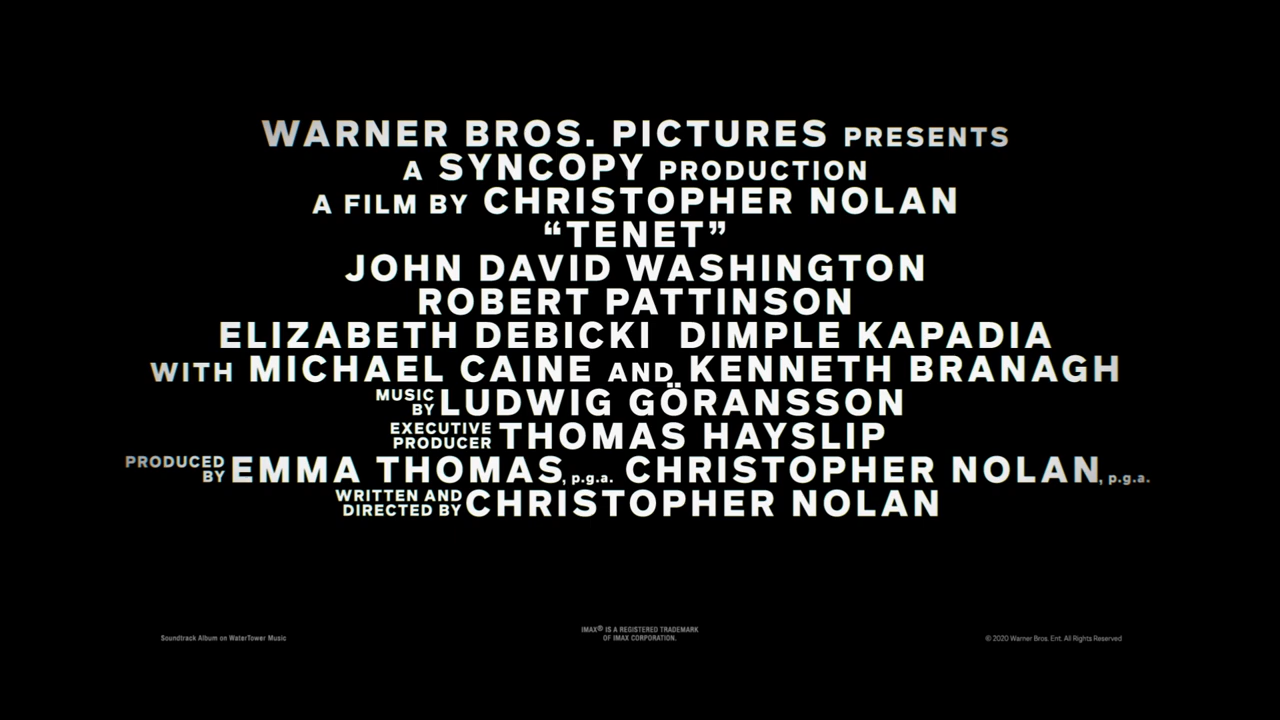 WARNER BROS. PICTURES PRESENTS
A SYNCOPY PRODUCTION
A FILM BY CHRISTOPHER NOLAN
“TENET”
JOHN DAVID WASHINGTON
ROBERT PATTINSON
ELIZABETH DEBICKI DIMPLE KAPADIA
WITH MICHAEL CAINE AND KENNETH BRANAGH
MUSIC BY LUDWIG GÖRANSSON
EXECUTIVE PRODUCER THOMAS HAYSLIP
PRODUCED BY EMMA THOMAS, p.g.a. CHRISTOPHER NOLAN, p.g.a.
WRITTEN AND DIRECTED BY CHRISTOPHER NOLAN
Soundtrack Album on WaterTower Music
IMAX® IS A REGISTERED TRADEMARK
OF IMAX CORPORATION.
© 2020 Warner Bros. Ent. All Rights Reserved